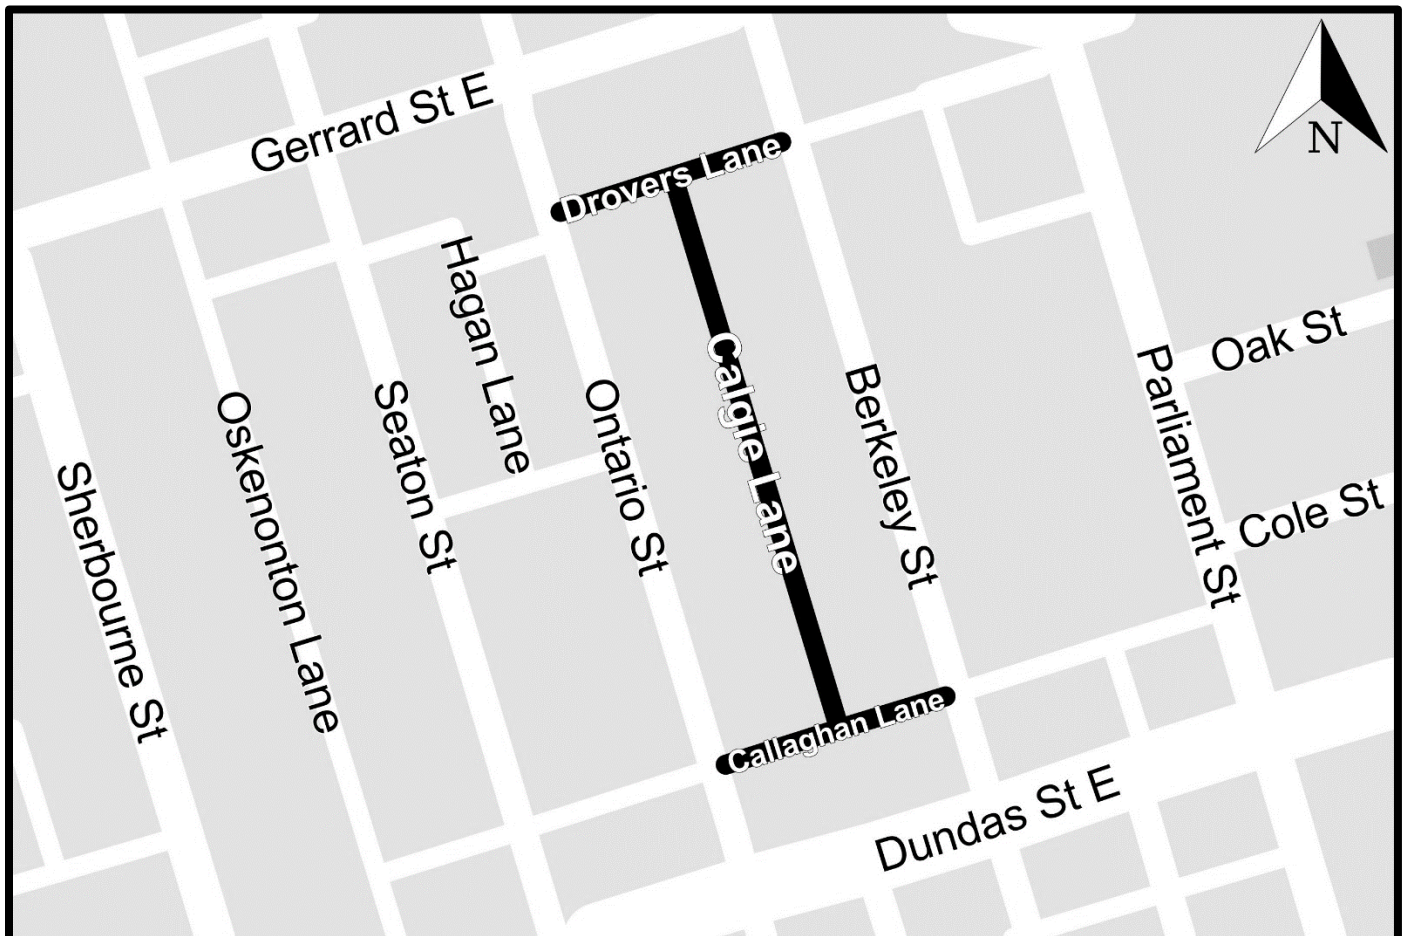 Gerrard St E
N
Drovers Lane
Hagan Lane
Oak St
Calgie Lane
Parliament St
Berkeley St
Ontario St
Seaton St
Oskenonton Lane
Sherbourne St
Cole St
Callaghan Lane
Dundas St E